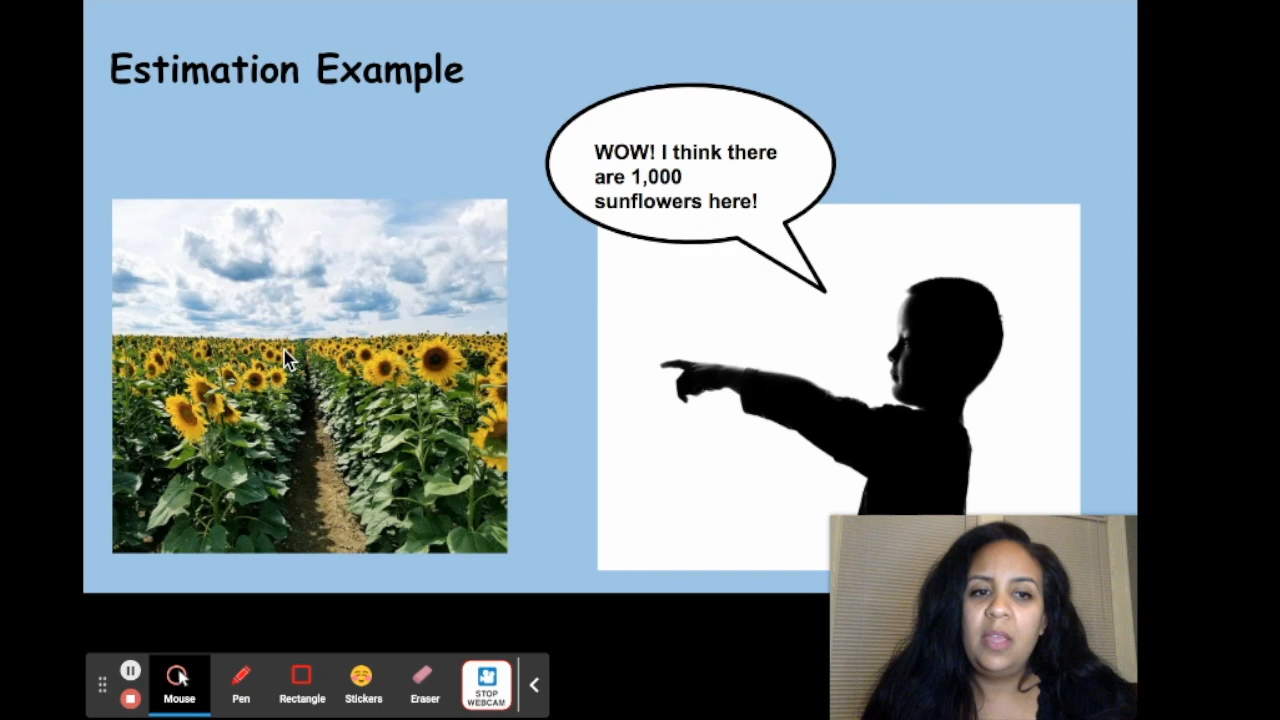 Estimation Example
WOW! I think there
are 1,000
sunflowers here!
Mouse
Pen
Rectangle
Stickers
Eraser
STOP
WEBCAM